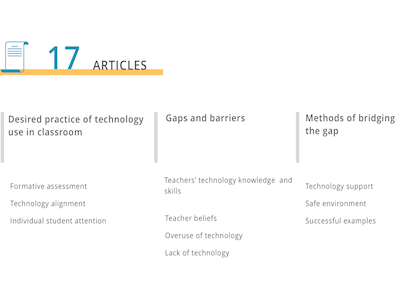 17 ARTICLES
Desired practice of technology
use in classroom
Formative assessment
Technology alignment
Individual student attention
Gaps and barriers
Teachers' technology knowledge and
skills
Teacher beliefs
Overuse of technology
Lack of technology
Methods of bridging
the gap
Technology support
Safe environment
Successful examples